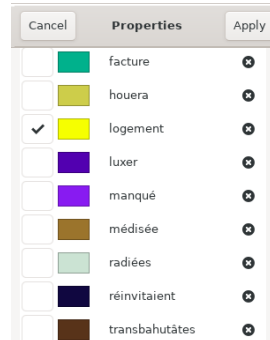 Cancel Properties Apply
facture
houera
logement
luxer
manqué
médisée
radiées
réinvitaient
transbahutâtes